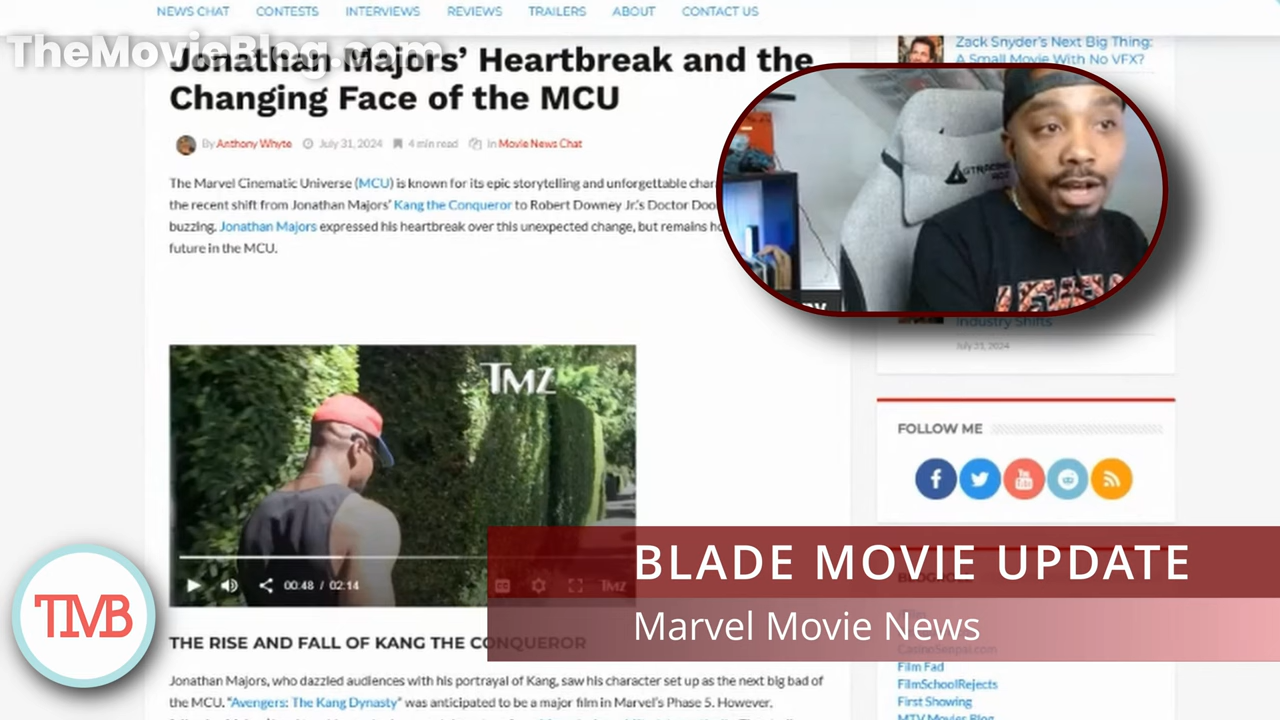 NEWS CHAT CONTESTS INTERVIEWS REVIEWS TRAILERS ABOUT CONTACT US
TheMovieBlog.com
Jonathan Majors’ Heartbreak and the
Changing Face of the MCU
By Anthony Whyte July 31, 2024 4 min read In Movie News Chat
The Marvel Cinematic Universe (MCU) is known for its epic storytelling and unforgettable
the recent shift from Jonathan Majors’ Kang the Conqueror to Robert Downey Jr.’s Doctor
buzzing. Jonathan Majors expressed his heartbreak over this unexpected change, but remains
future in the MCU.
Zack Snyder’s Next Big Thing:
A Small Movie With No VFX?
GTRACING
Industry Shifts
July 31, 2024
TMZ
00:48 / 02:14
TMZ
FOLLOW ME
BLADE MOVIE UPDATE
Marvel Movie News
TMB
THE RISE AND FALL OF KANG THE CONQUEROR
Jonathan Majors, who dazzled audiences with his portrayal of Kang, saw his character set up as the next big bad of
the MCU. “Avengers: The Kang Dynasty” was anticipated to be a major film in Marvel’s Phase 5. However,
CasinoSenpai.com
Film Fad
FilmSchoolRejects
First Showing
MTV Movies Blog